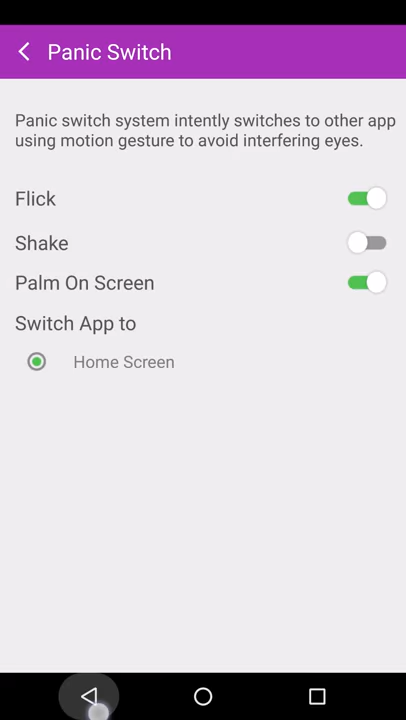 Panic Switch
Panic switch system intently switches to other app
using motion gesture to avoid interfering eyes.
Flick
Shake
Palm On Screen
Switch App to
Home Screen